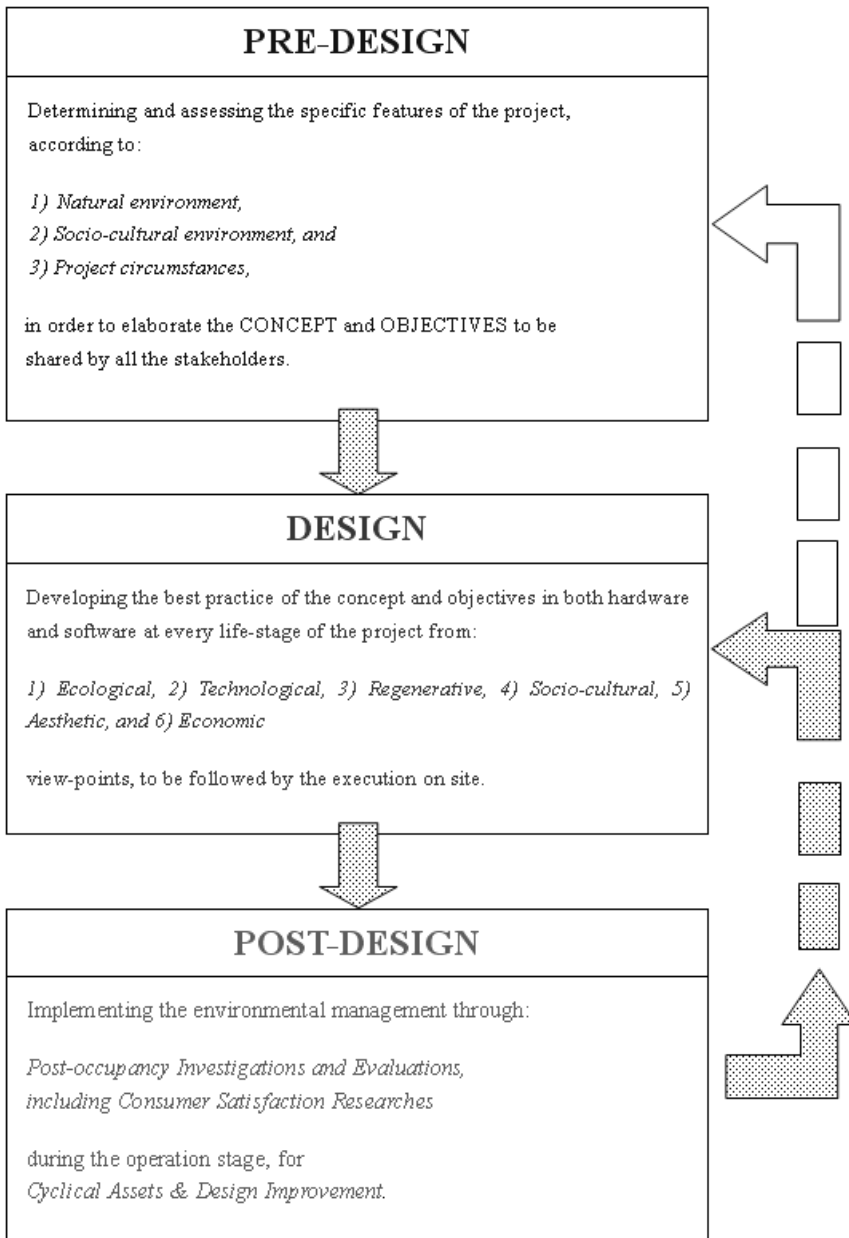 PRE-DESIGN
Determining and assessing the specific features of the project,
according to:
1) Natural environment,
2) Socio-cultural environment, and
3) Project circumstances,
in order to elaborate the CONCEPT and OBJECTIVES to be
shared by all the stakeholders.
DESIGN
Developing the best practice of the concept and objectives in both hardware
and software at every life-stage of the project from:
1) Ecological, 2) Technological, 3) Regenerative, 4) Socio-cultural, 5)
Aesthetic, and 6) Economic
view-points, to be followed by the execution on site.
POST-DESIGN
Implementing the environmental management through:
Post-occupancy Investigations and Evaluations,
including Consumer Satisfaction Researches
during the operation stage, for
Cyclical Assets & Design Improvement.